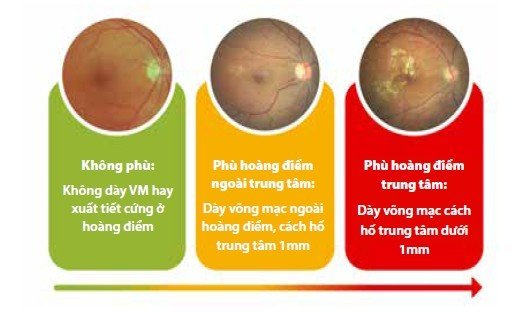 Không phù:
Không dày VM hay
xuất tiết cứng ở
hoàng điểm
Phù hoàng điểm
ngoài trung tâm:
Dày võng mạc ngoài
hoàng điểm, cách hố
trung tâm 1mm
Phù hoàng điểm
trung tâm:
Dày võng mạc cách
hố trung tâm dưới
1mm